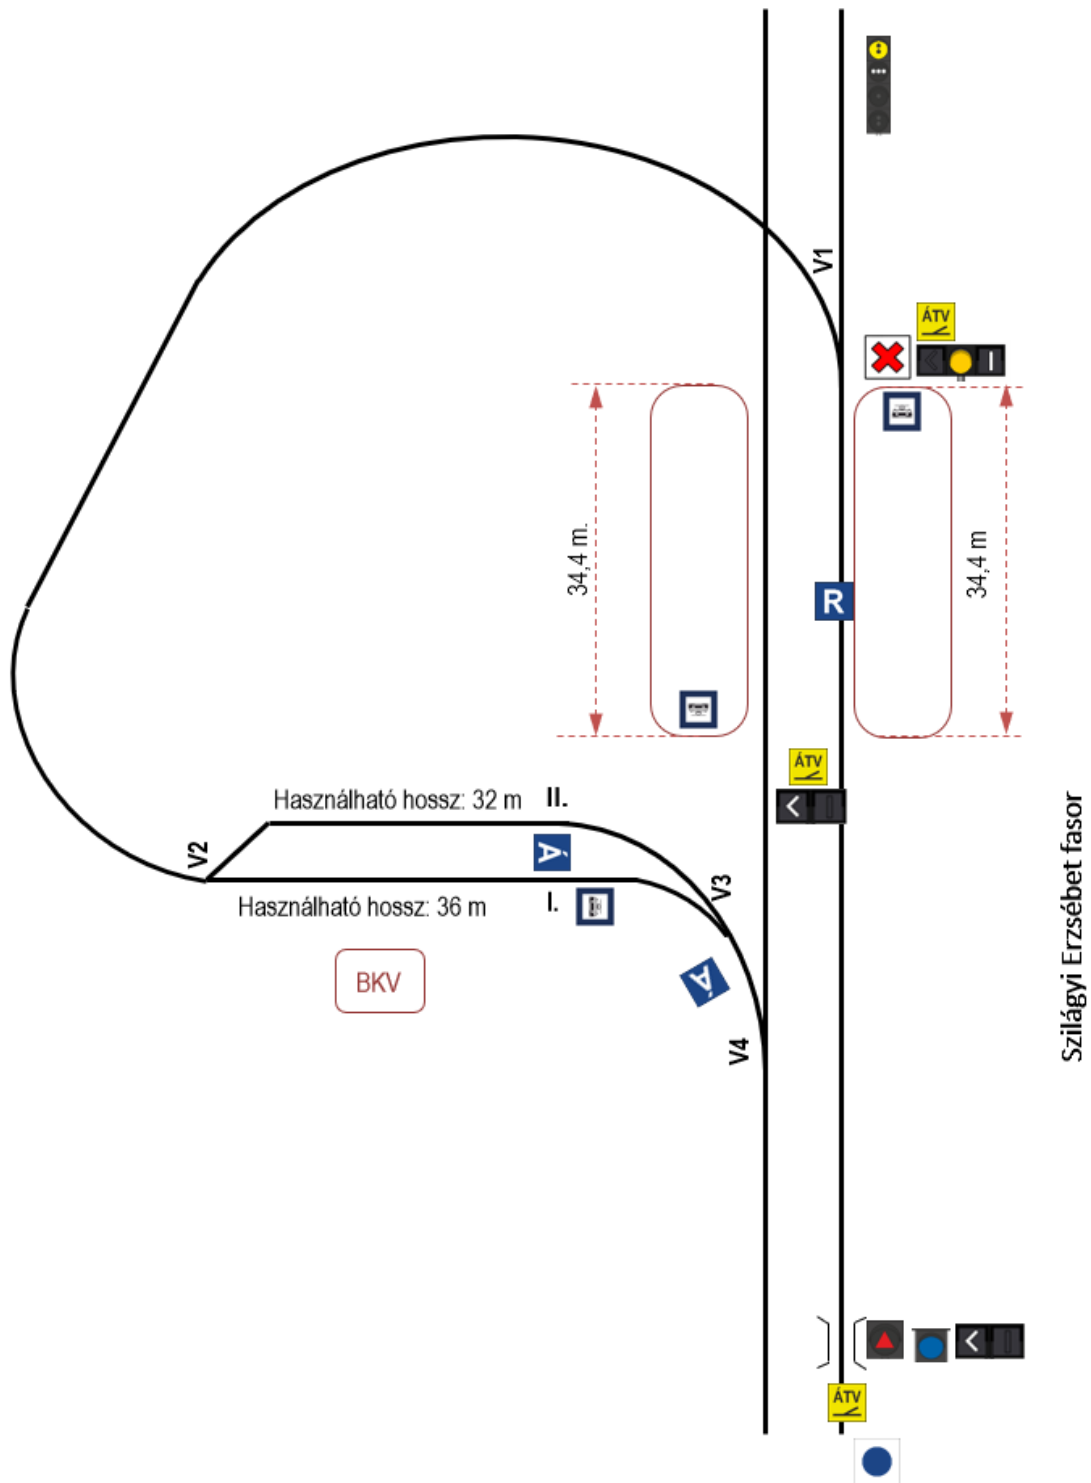 V1
ÁTV
34,4 m.
34,4 m
R
ÁTV
Használható hossz: 32 m
II.
V2
Á
V3
Használható hossz: 36 m
I.
BKV
Á
V4
Szilágyi Erzsébet fasor
ÁTV